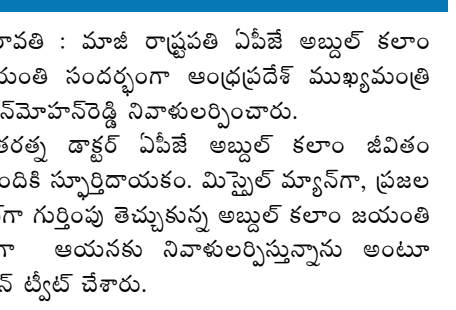 రావతి : మాజీ రాష్ట్రపతి ఏపీజే అబ్దుల్ కలాం
యంతి సందర్భంగా ఆంధ్రప్రదేశ్ ముఖ్యమంత్రి
న్‌మోహన్‌రెడ్డి నివాళులర్పించారు.
తరత్న డాక్టర్ ఏపీజే అబ్దుల్ కలాం జీవితం
ందికి స్ఫూర్తిదాయకం. మిస్సైల్ మ్యాన్‌గా, ప్రజల
గా గుర్తింపు తెచ్చుకున్న అబ్దుల్ కలాం జయంతి
గా ఆయనకు నివాళులర్పిస్తున్నాను అంటూ
న్ ట్వీట్ చేశారు.